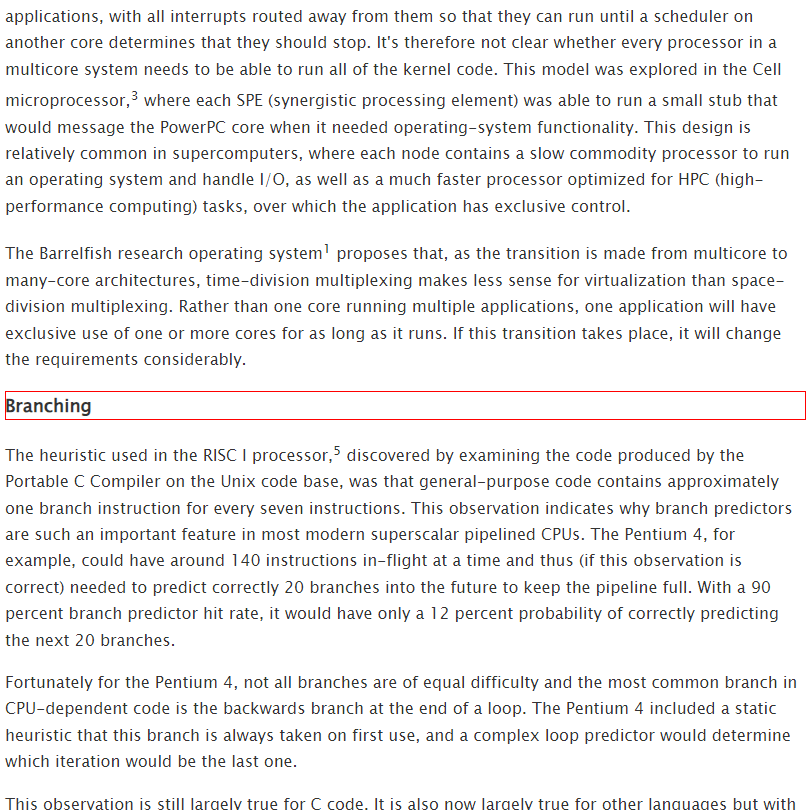 applications, with all interrupts routed away from them so that they can run until a scheduler on
another core determines that they should stop. It's therefore not clear whether every processor in a
multicore system needs to be able to run all of the kernel code. This model was explored in the Cell
microprocessor,3 where each SPE (synergistic processing element) was able to run a small stub that
would message the PowerPC core when it needed operating-system functionality. This design is
relatively common in supercomputers, where each node contains a slow commodity processor to run
an operating system and handle I/O, as well as a much faster processor optimized for HPC (high-
performance computing) tasks, over which the application has exclusive control.
The Barrelfish research operating system1 proposes that, as the transition is made from multicore to
many-core architectures, time-division multiplexing makes less sense for virtualization than space-
division multiplexing. Rather than one core running multiple applications, one application will have
exclusive use of one or more cores for as long as it runs. If this transition takes place, it will change
the requirements considerably.
Branching
The heuristic used in the RISC I processor,5 discovered by examining the code produced by the
Portable C Compiler on the Unix code base, was that general-purpose code contains approximately
one branch instruction for every seven instructions. This observation indicates why branch predictors
are such an important feature in most modern superscalar pipelined CPUs. The Pentium 4, for
example, could have around 140 instructions in-flight at a time and thus (if this observation is
correct) needed to predict correctly 20 branches into the future to keep the pipeline full. With a 90
percent branch predictor hit rate, it would have only a 12 percent probability of correctly predicting
the next 20 branches.
Fortunately for the Pentium 4, not all branches are of equal difficulty and the most common branch in
CPU-dependent code is the backwards branch at the end of a loop. The Pentium 4 included a static
heuristic that this branch is always taken on first use, and a complex loop predictor would determine
which iteration would be the last one.
This observation is still largely true for C code. It is also now largely true for other languages but with